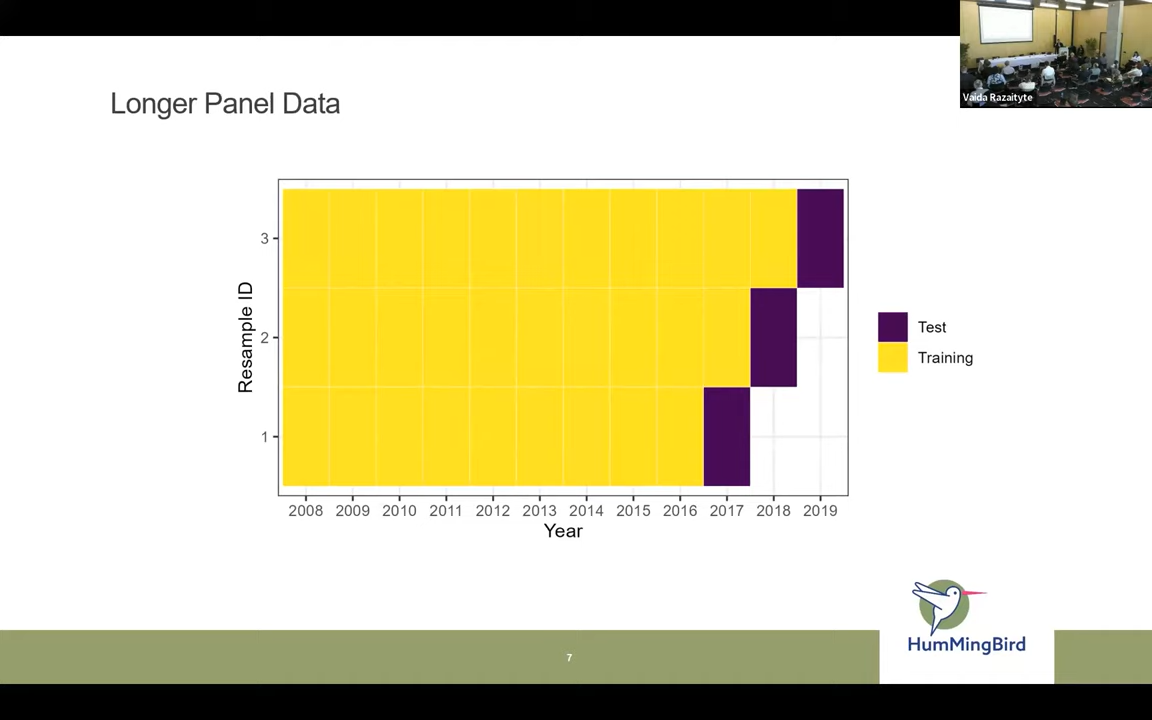 Vaida Razaityte
Longer Panel Data
Resample ID
3
2
1
2008 2009 2010 2011 2012 2013 2014 2015 2016 2017 2018 2019
Year
Test
Training
HumMingBird
7